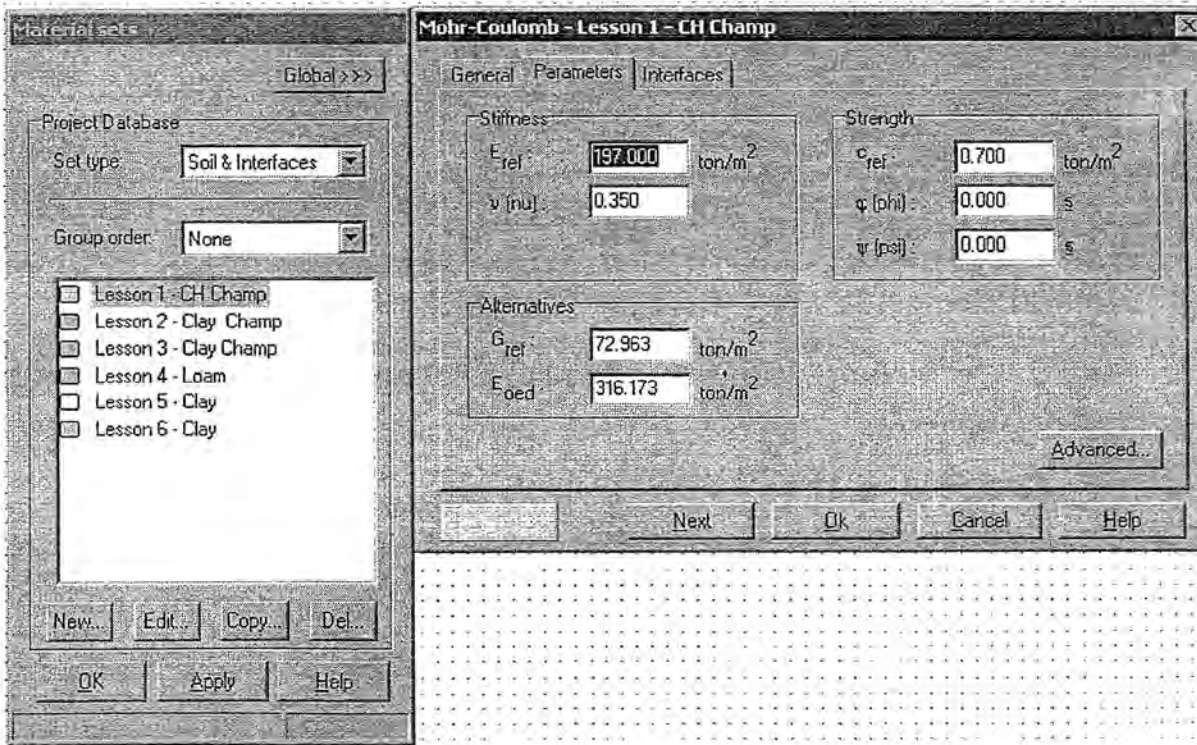 Material sets
Global >>>
Project Database
Set type:
Soil & Interfaces
Group order:
None
Lesson 1 - CH Champ
Lesson 2 - Clay Champ
Lesson 3 - Clay Champ
Lesson 4 - Loam
Lesson 5 - Clay
Lesson 6 - Clay
New...
Edit...
Copy...
Del...
OK
Apply
Help
Mohr-Coulomb - Lesson 1 - CH Champ
General
Parameters
Interfaces
Stiffness
E ref : 197.000 ton/m²
ν (nu) : 0.350
Strength
c ref : 0.700 ton/m²
φ (phi) : 0.000 s
ψ (psi) : 0.000 s
Alternatives
G ref : 72.963 ton/m²
E oed : 316.173 ton/m²
Advanced...
Next
Ok
Cancel
Help